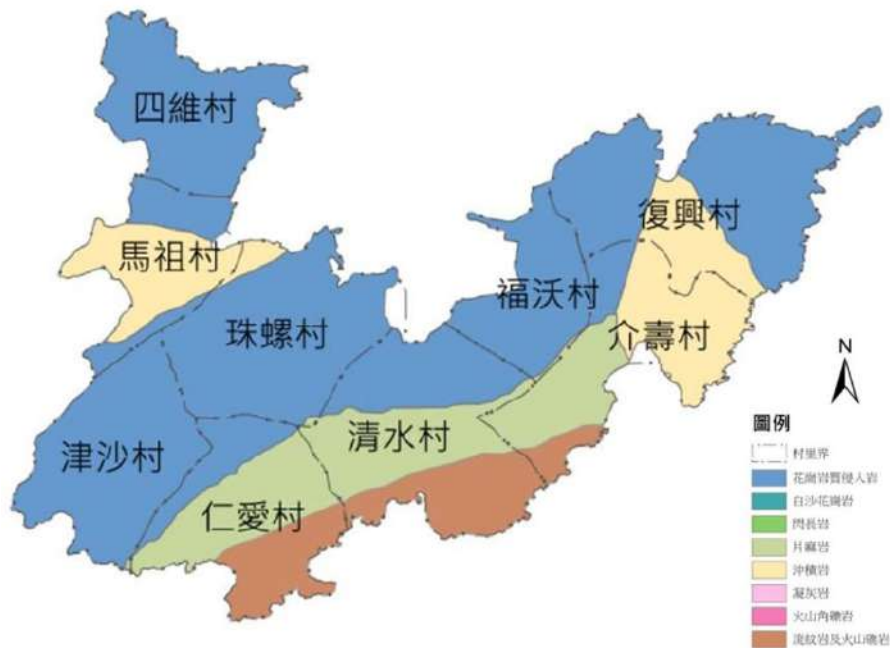 四維村
復興村
馬祖村
福沃村
珠螺村
介壽村
N
清水村
津沙村
仁愛村
圖例
村里界
花崗岩質侵入岩
白沙花崗岩
閃長岩
片麻岩
沖積岩
凝灰岩
火山角礫岩
流紋岩及火山礫岩